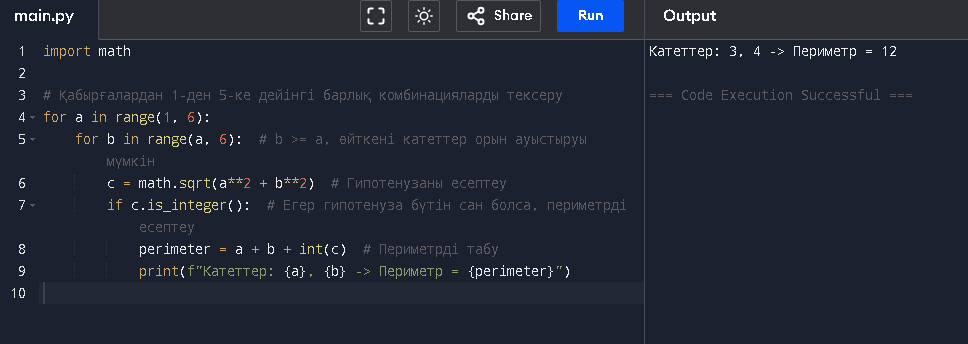 main.py Share Run Output
1 import math
2
3 # Қабырғалардан 1-ден 5-ке дейінгі барлық комбинацияларды тексеру
4 for a in range(1, 6):
5 for b in range(a, 6): # b >= a, өйткені катеттер орын ауыстыруы
мүмкін
6 c = math.sqrt(a**2 + b**2) # Гипотенузаны есептеу
7 if c.is_integer(): # Егер гипотенуза бүтін сан болса, периметрді
есептеу
8 perimeter = a + b + int(c) # Периметрді табу
9 print(f"Катеттер: {a}, {b} -> Периметр = {perimeter}")
10
Катеттер: 3, 4 -> Периметр = 12
=== Code Execution Successful ===